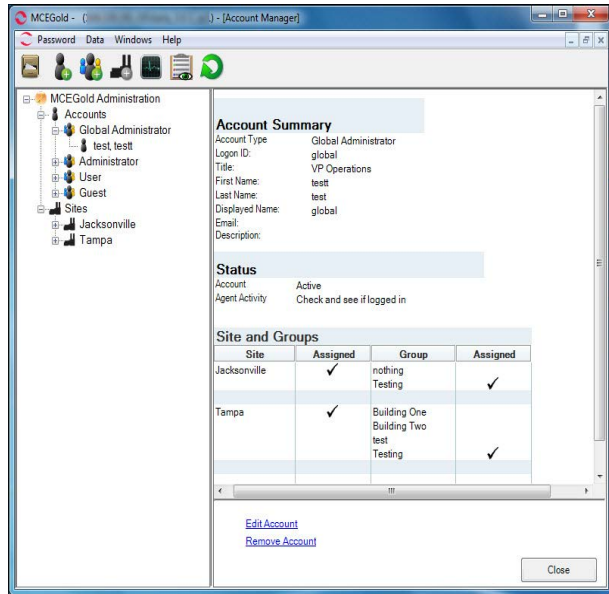 MCEGold - ( ) - [Account Manager]
Password Data Windows Help
MCEGold Administration
Accounts
Global Administrator
test, testt
Administrator
User
Guest
Sites
Jacksonville
Tampa
Account Summary
Account Type Global Administrator
Logon ID: global
Title: VP Operations
First Name: testt
Last Name: test
Displayed Name: global
Email:
Description:
Status
Account Active
Agent Activity Check and see if logged in
Site and Groups
Site Assigned Group Assigned
Jacksonville ✓ nothing
Testing ✓
Tampa ✓ Building One
Building Two
test
Testing ✓
Edit Account
Remove Account
Close